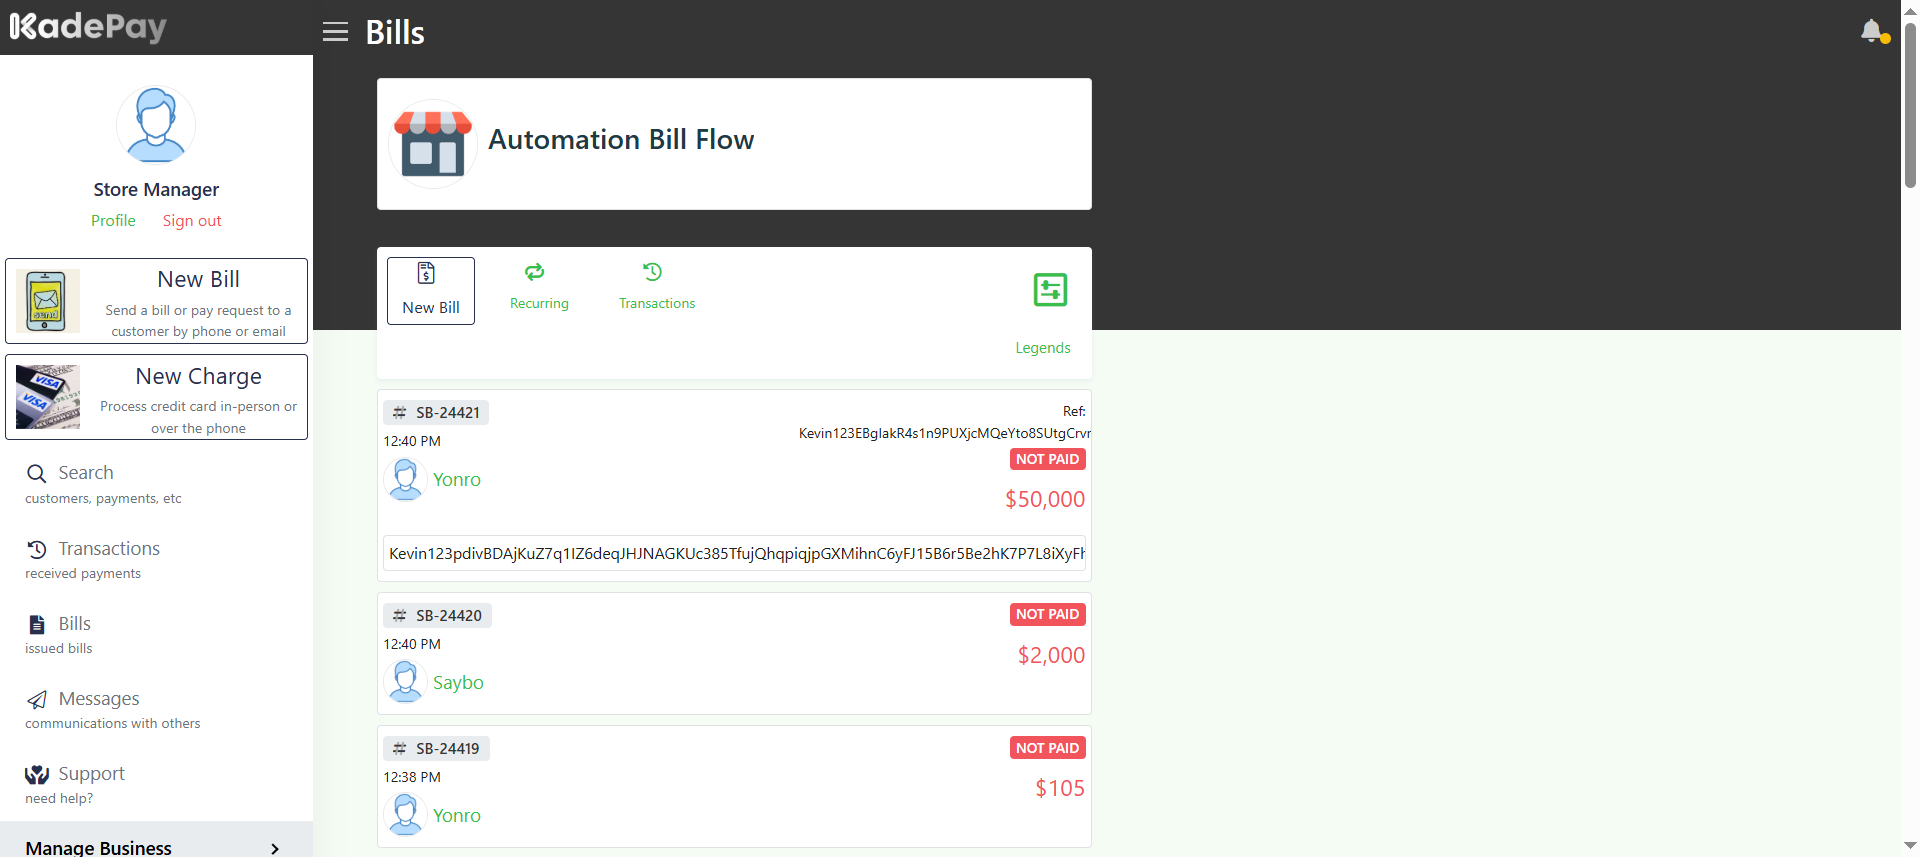 KadePay
Bills
Store Manager
Profile
Sign out
New Bill
Send a bill or pay request to a
customer by phone or email
New Charge
Process credit card in-person or
over the phone
Search
customers, payments, etc
Transactions
received payments
Bills
issued bills
Messages
communications with others
Support
need help?
Manage Business
Automation Bill Flow
New Bill
Recurring
Transactions
Legends
# SB-24421
Ref:
12:40 PM
NOT PAID
Yonro
$50,000
# SB-24420
NOT PAID
12:40 PM
$2,000
Saybo
# SB-24419
NOT PAID
12:38 PM
$105
Yonro